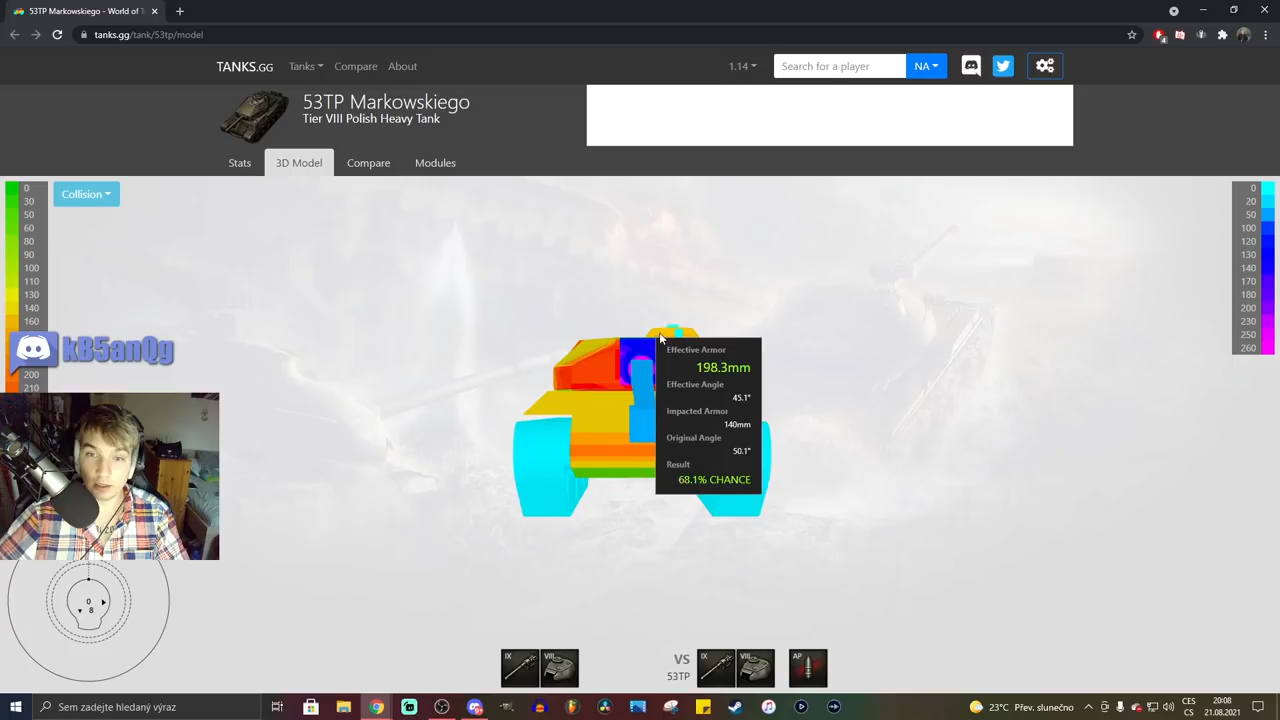 53TP Markowskiego - World of T
tanks.gg/tank/53tp/model
4
TANKS.GG
Tanks
Compare
About
1.14
Search for a player
NA
53TP Markowskiego
Tier VIII Polish Heavy Tank
Stats
3D Model
Compare
Modules
Collision
0
30
50
60
80
90
100
110
130
140
160
200
210
0
20
50
100
120
130
140
170
180
200
230
250
260
kB5anQg
Effective Armor
198.3mm
Effective Angle
45.1°
Impacted Armor
140mm
Original Angle
50.1°
Result
68.1% CHANCE
0
8
IX
VIII
VS
53TP
IX
VIII
AP
Sem zadejte hledaný výraz
23°C Přev. slunečno
CES
CS
20:08
21.08.2021